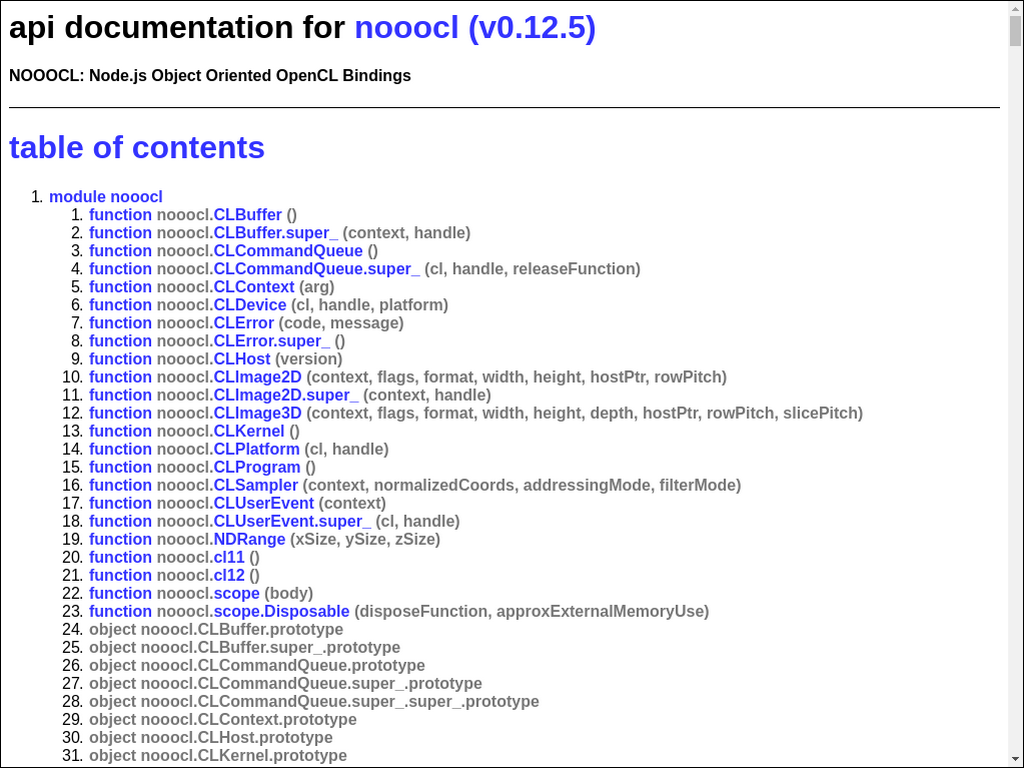 api documentation for nooocl (v0.12.5)
NOOOCL: Node.js Object Oriented OpenCL Bindings
table of contents
1. module nooocl
1. function nooocl.CLBuffer ()
2. function nooocl.CLBuffer.super_ (context, handle)
3. function nooocl.CLCommandQueue ()
4. function nooocl.CLCommandQueue.super_ (cl, handle, releaseFunction)
5. function nooocl.CLContext (arg)
6. function nooocl.CLDevice (cl, handle, platform)
7. function nooocl.CLError (code, message)
8. function nooocl.CLError.super_ ()
9. function nooocl.CLHost (version)
10. function nooocl.CLImage2D (context, flags, format, width, height, hostPtr, rowPitch)
11. function nooocl.CLImage2D.super_ (context, handle)
12. function nooocl.CLImage3D (context, flags, format, width, height, depth, hostPtr, rowPitch, slicePitch)
13. function nooocl.CLKernel ()
14. function nooocl.CLPlatform (cl, handle)
15. function nooocl.CLProgram ()
16. function nooocl.CLSampler (context, normalizedCoords, addressingMode, filterMode)
17. function nooocl.CLUserEvent (context)
18. function nooocl.CLUserEvent.super_ (cl, handle)
19. function nooocl.NDRange (xSize, ySize, zSize)
20. function nooocl.cl11 ()
21. function nooocl.cl12 ()
22. function nooocl.scope (body)
23. function nooocl.scope.Disposable (disposeFunction, approxExternalMemoryUse)
24. object nooocl.CLBuffer.prototype
25. object nooocl.CLBuffer.super_.prototype
26. object nooocl.CLCommandQueue.prototype
27. object nooocl.CLCommandQueue.super_.prototype
28. object nooocl.CLCommandQueue.super_.super_.prototype
29. object nooocl.CLContext.prototype
30. object nooocl.CLHost.prototype
31. object nooocl.CLKernel.prototype